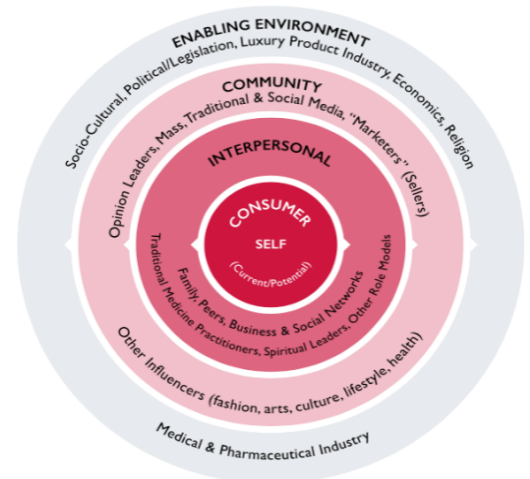 ENABLING ENVIRONMENT
Socio-Cultural, Political/Legislation, Luxury Product Industry, Economics, Religion
COMMUNITY
Opinion Leaders, Mass, Traditional & Social Media, “Marketers” (Sellers)
INTERPERSONAL
CONSUMER
SELF
(Current/Potential)
Family, Peers, Business & Social Networks
Traditional Medicine Practitioners, Spiritual Leaders, Other Role Models
Other Influencers (fashion, arts, culture, lifestyle, health)
Medical & Pharmaceutical Industry